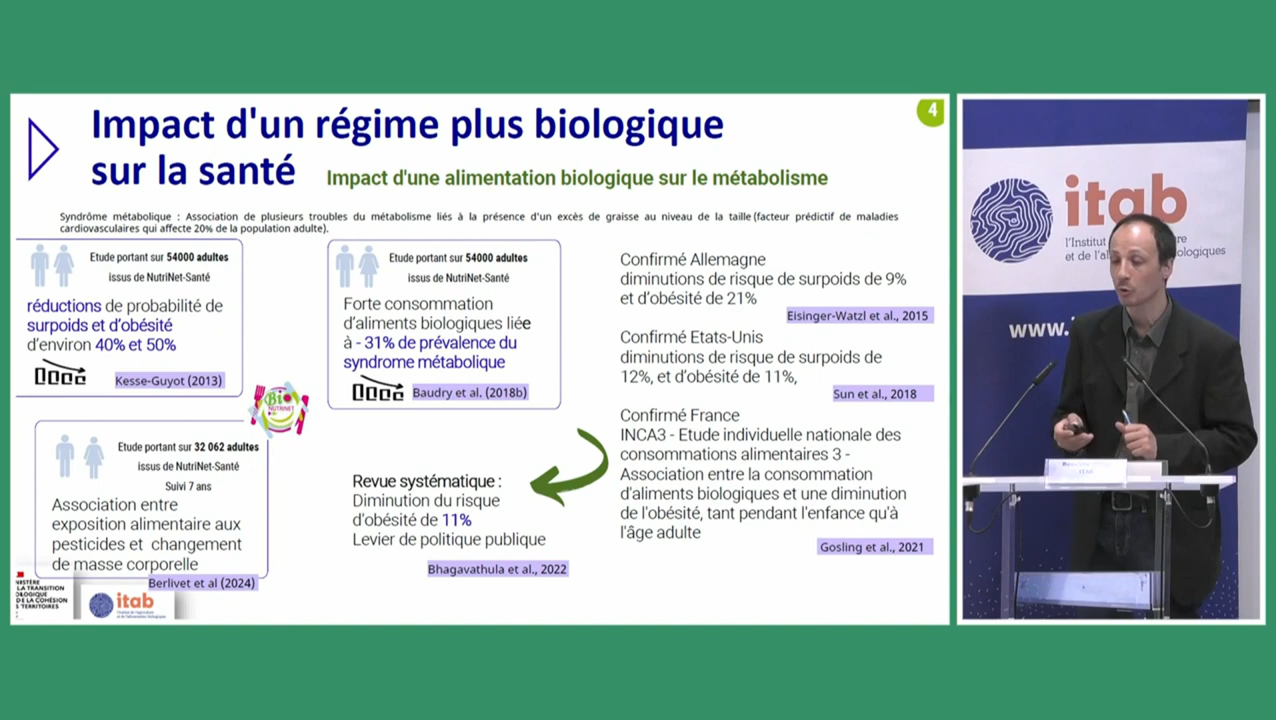 4
Impact d'un régime plus biologique
sur la santé
Impact d'une alimentation biologique sur le métabolisme
Syndrôme métabolique : Association de plusieurs troubles du métabolisme liés à la présence d'un excès de graisse au niveau de la taille (facteur prédictif de maladies
cardiovasculaires qui affecte 20% de la population adulte).
Etude portant sur 54000 adultes
issus de NutriNet-Santé
réductions de probabilité de
surpoids et d'obésité
d'environ 40% et 50%
Kesse-Guyot (2013)
Etude portant sur 54000 adultes
issus de NutriNet-Santé
Forte consommation
d'aliments biologiques liée
à - 31% de prévalence du
syndrome métabolique
Baudry et al. (2018b)
Bio
NUTRINET
Etude portant sur 32 062 adultes
issus de NutriNet-Santé
Suivi 7 ans
Association entre
exposition alimentaire aux
pesticides et changement
de masse corporelle
Berlivet et al (2024)
Revue systématique :
Diminution du risque
d'obésité de 11%
Levier de politique publique
Bhagavathula et al., 2022
Confirmé Allemagne
diminutions de risque de surpoids de 9%
et d'obésité de 21%
Eisinger-Watzl et al., 2015
Confirmé Etats-Unis
diminutions de risque de surpoids de
12%, et d'obésité de 11%,
Sun et al., 2018
Confirmé France
INCA3 - Etude individuelle nationale des
consommations alimentaires 3 -
Association entre la consommation
d'aliments biologiques et une diminution
de l'obésité, tant pendant l'enfance qu'à
l'âge adulte
Gosling et al., 2021
NISTÈRE
LA TRANSITION
OLOGIQUE
DE LA COHÉSION
S TERRITOIRES
itab
itab
l'Institut
et de l'al
ologiques
www.